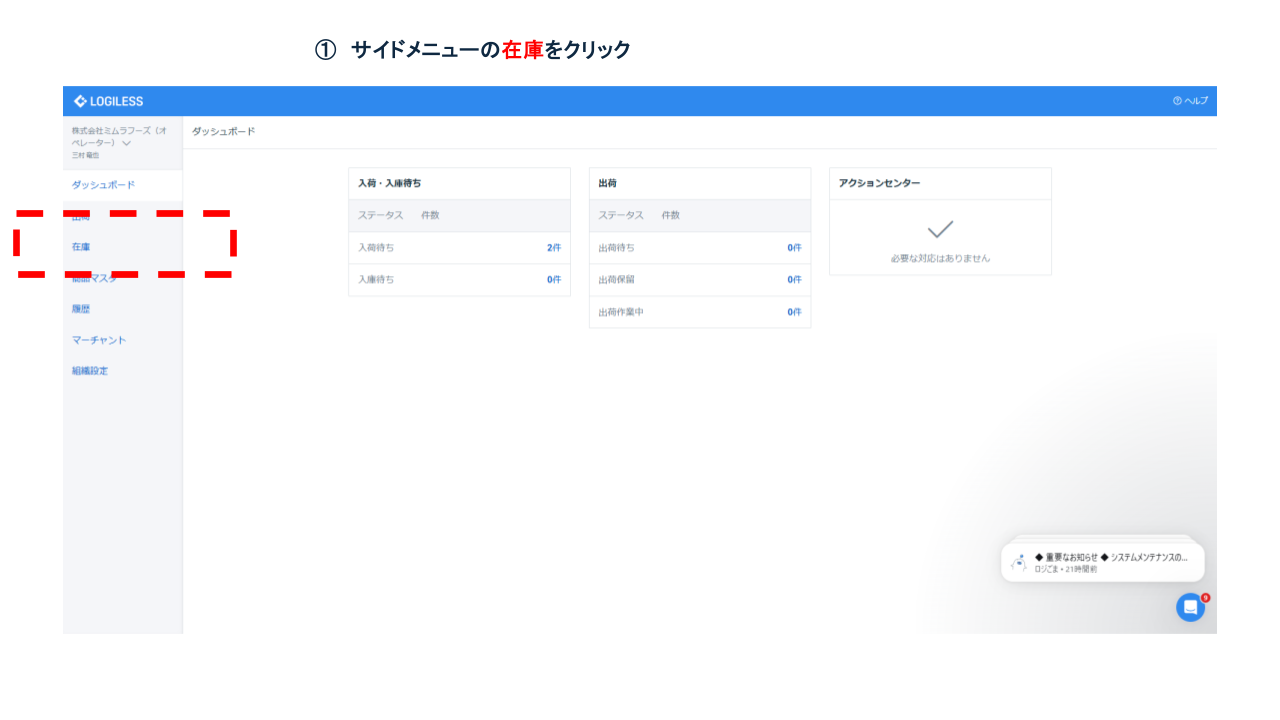 ① サイドメニューの在庫をクリック
LOGILESS
ヘルプ
株式会社ミムラフーズ（オ
ペレーター）
三村 竜也
ダッシュボード
ダッシュボード
出荷
在庫
商品マスタ
履歴
マーチャント
組織設定
入荷・入庫待ち
ステータス 件数
入荷待ち 2件
入庫待ち 0件
出荷
ステータス 件数
出荷待ち 0件
出荷保留 0件
出荷作業中 0件
アクションセンター
必要な対応はありません
◆ 重要なお知らせ ◆ システムメンテナンスの...
ロジごま • 21時間前
9